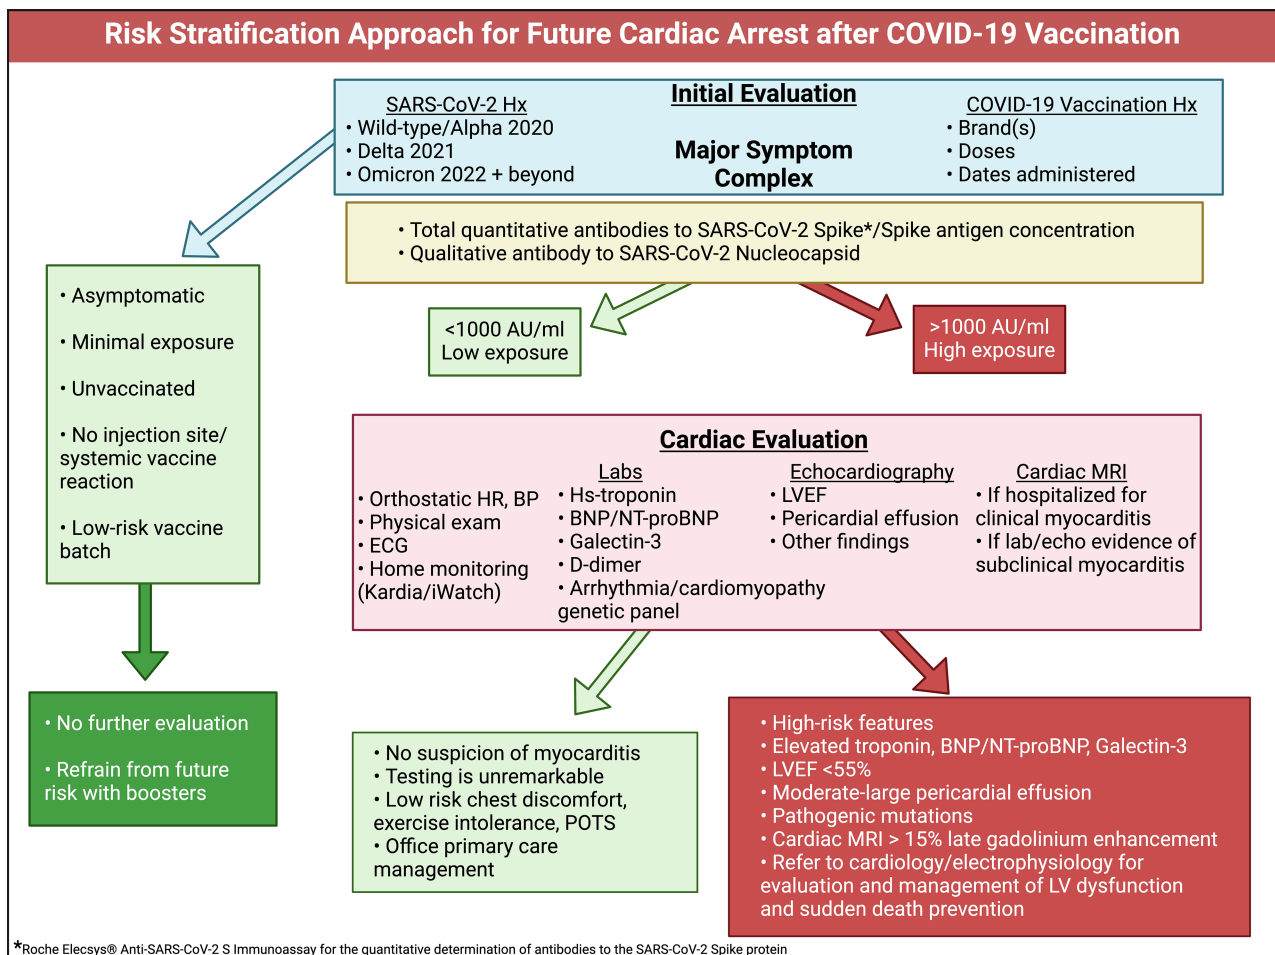 Risk Stratification Approach for Future Cardiac Arrest after COVID-19 Vaccination
Initial Evaluation
Major Symptom
Complex
SARS-CoV-2 Hx
• Wild-type/Alpha 2020
• Delta 2021
• Omicron 2022 + beyond
COVID-19 Vaccination Hx
• Brand(s)
• Doses
• Dates administered
• Total quantitative antibodies to SARS-CoV-2 Spike*/Spike antigen concentration
• Qualitative antibody to SARS-CoV-2 Nucleocapsid
<1000 AU/ml
Low exposure
>1000 AU/ml
High exposure
• Asymptomatic
• Minimal exposure
• Unvaccinated
• No injection site/
systemic vaccine
reaction
• Low-risk vaccine
batch
• No further evaluation
• Refrain from future
risk with boosters
Cardiac Evaluation
• Orthostatic HR, BP
• Physical exam
• ECG
• Home monitoring
(Kardia/iWatch)
Labs
• Hs-troponin
• BNP/NT-proBNP
• Galectin-3
• D-dimer
• Arrhythmia/cardiomyopathy
genetic panel
Echocardiography
• LVEF
• Pericardial effusion
• Other findings
Cardiac MRI
• If hospitalized for
clinical myocarditis
• If lab/echo evidence of
subclinical myocarditis
• No suspicion of myocarditis
• Testing is unremarkable
• Low risk chest discomfort,
exercise intolerance, POTS
• Office primary care
management
• High-risk features
• Elevated troponin, BNP/NT-proBNP, Galectin-3
• LVEF <55%
• Moderate-large pericardial effusion
• Pathogenic mutations
• Cardiac MRI > 15% late gadolinium enhancement
• Refer to cardiology/electrophysiology for
evaluation and management of LV dysfunction
and sudden death prevention
*Roche Elecsys® Anti-SARS-CoV-2 S Immunoassay for the quantitative determination of antibodies to the SARS-CoV-2 Spike protein